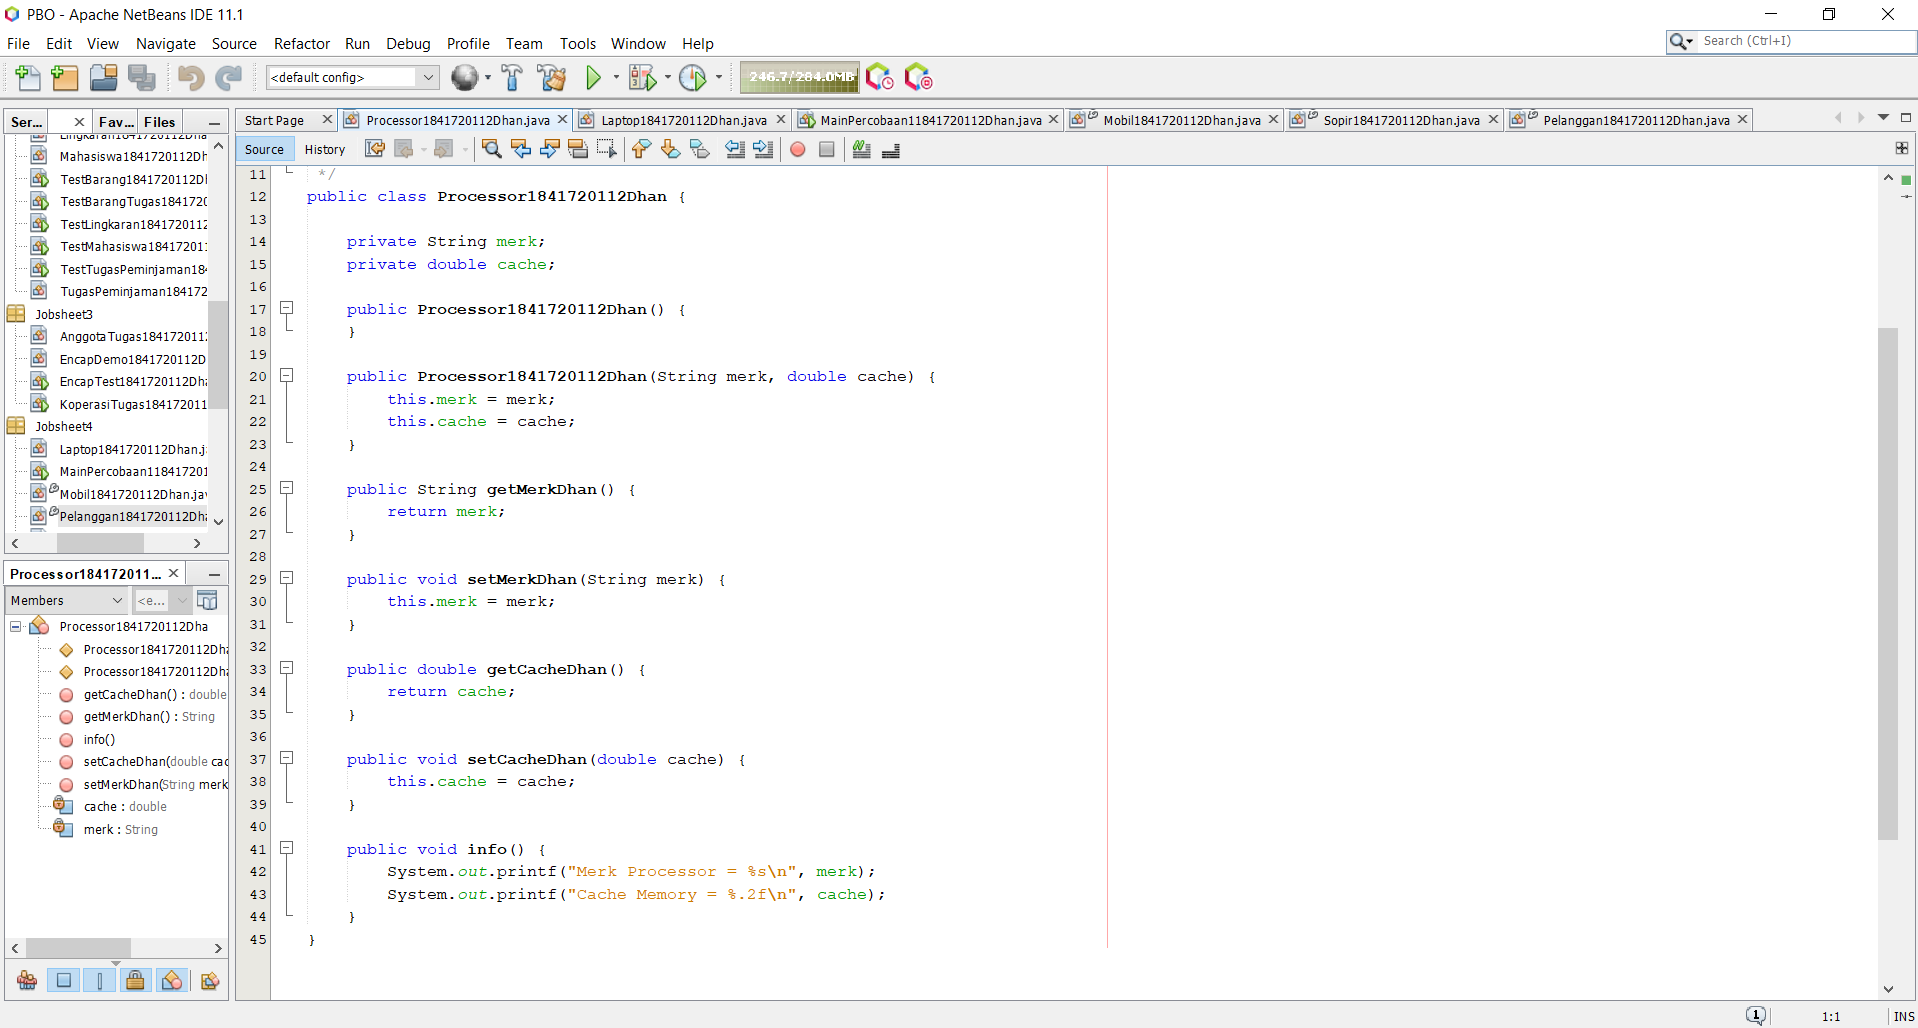 PBO - Apache NetBeans IDE 11.1
File Edit View Navigate Source Refactor Run Debug Profile Team Tools Window Help
Search (Ctrl+I)
<default config>
246.7/284.0MB
Ser... Fav... Files
Start Page Processor1841720112Dhan.java Laptop1841720112Dhan.java MainPercobaan11841720112Dhan.java Mobil1841720112Dhan.java Sopir1841720112Dhan.java Pelanggan1841720112Dhan.java
Source History
Mahasiswa1841720112Dh
TestBarang1841720112D
TestBarangTugas184172
TestLingkaran184172011
TestMahasiswa18417201
TestTugasPeminjaman18
TugasPeminjaman184172
Jobsheet3
AnggotaTugas184172011
EncapDemo1841720112D
EncapTest1841720112Dh
KoperasiTugas18417201
Jobsheet4
Laptop1841720112Dhan.j
MainPercobaan11841720
Mobil1841720112Dhan.ja
Pelanggan1841720112Dh
Processor184172011...
Members <e...
Processor1841720112Dha
Processor1841720112Dh
Processor1841720112Dh
getCacheDhan() : double
getMerkDhan() : String
info()
setCacheDhan(double cac
setMerkDhan(String merk
cache : double
merk : String
11 */
12 public class Processor1841720112Dhan {
13
14 private String merk;
15 private double cache;
16
17 public Processor1841720112Dhan() {
18 }
19
20 public Processor1841720112Dhan(String merk, double cache) {
21 this.merk = merk;
22 this.cache = cache;
23 }
24
25 public String getMerkDhan() {
26 return merk;
27 }
28
29 public void setMerkDhan(String merk) {
30 this.merk = merk;
31 }
32
33 public double getCacheDhan() {
34 return cache;
35 }
36
37 public void setCacheDhan(double cache) {
38 this.cache = cache;
39 }
40
41 public void info() {
42 System.out.printf("Merk Processor = %s\n", merk);
43 System.out.printf("Cache Memory = %.2f\n", cache);
44 }
45 }
1 1:1 INS